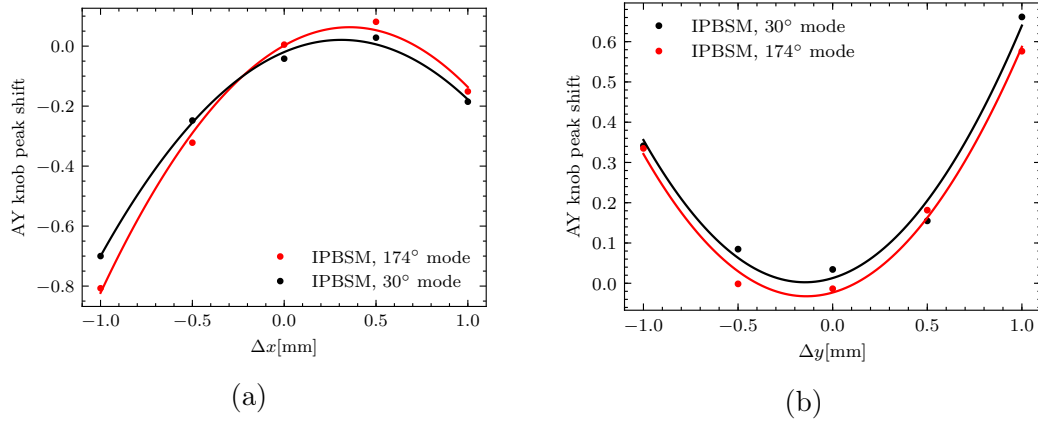 0.0
−0.2
−0.4
−0.6
−0.8
AY knob peak shift
IPBSM, 174° mode
IPBSM, 30° mode
−1.0 −0.5 0.0 0.5 1.0
Δx[mm]
(a)
0.6
0.5
0.4
0.3
0.2
0.1
0.0
AY knob peak shift
IPBSM, 30° mode
IPBSM, 174° mode
−1.0 −0.5 0.0 0.5 1.0
Δy[mm]
(b)